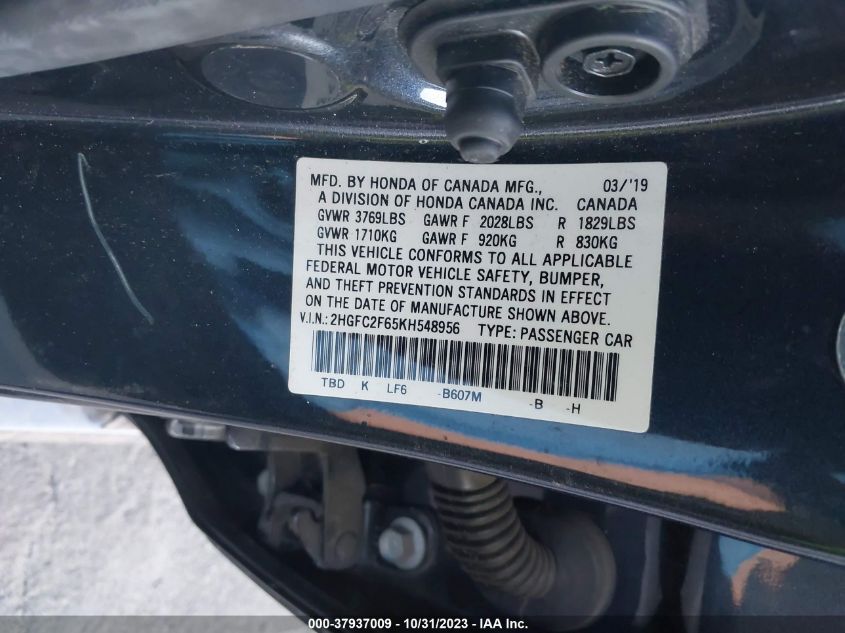 MFD. BY HONDA OF CANADA MFG., 03/'19
A DIVISION OF HONDA CANADA INC. CANADA
GVWR 3769LBS GAWR F 2028LBS R 1829LBS
GVWR 1710KG GAWR F 920KG R 830KG
THIS VEHICLE CONFORMS TO ALL APPLICABLE
FEDERAL MOTOR VEHICLE SAFETY, BUMPER,
AND THEFT PREVENTION STANDARDS IN EFFECT
ON THE DATE OF MANUFACTURE SHOWN ABOVE.
V.I.N.: 2HGFC2F65KH548956 TYPE: PASSENGER CAR
TBD K LF6 -B607M -B -H
000-37937009 - 10/31/2023 - IAA Inc.